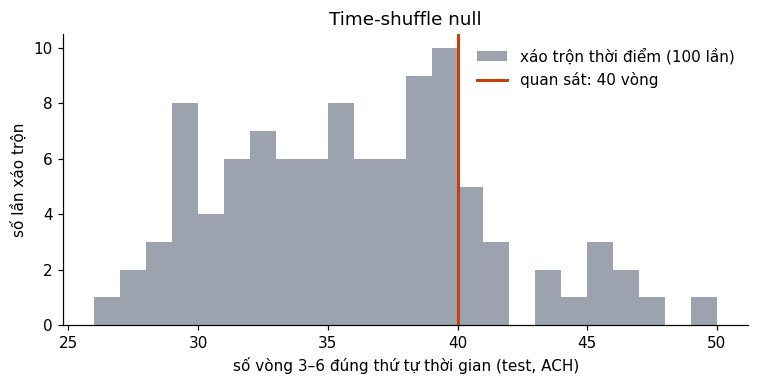 Time-shuffle null
10
8
6
4
2
0
số lần xáo trộn
xáo trộn thời điểm (100 lần)
quan sát: 40 vòng
25 30 35 40 45 50
số vòng 3–6 đúng thứ tự thời gian (test, ACH)